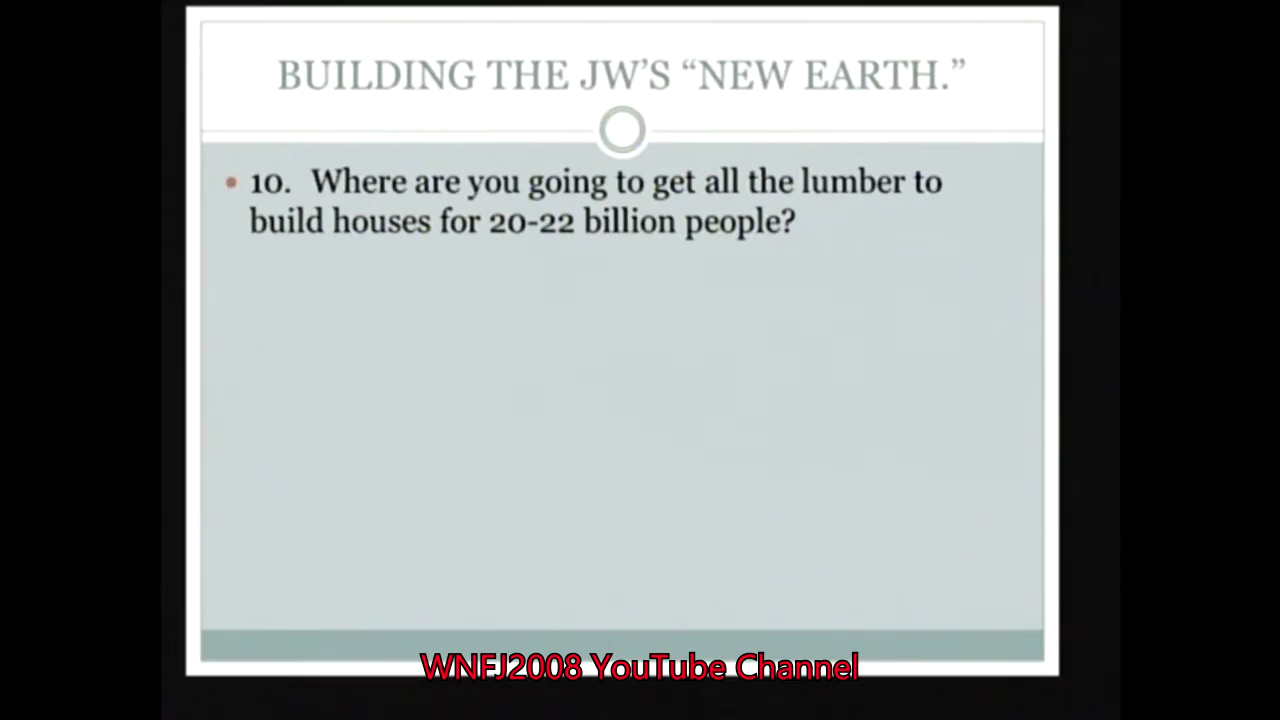 BUILDING THE JW'S “NEW EARTH.”
• 10. Where are you going to get all the lumber to
build houses for 20-22 billion people?
WNFJ2008 YouTube Channel